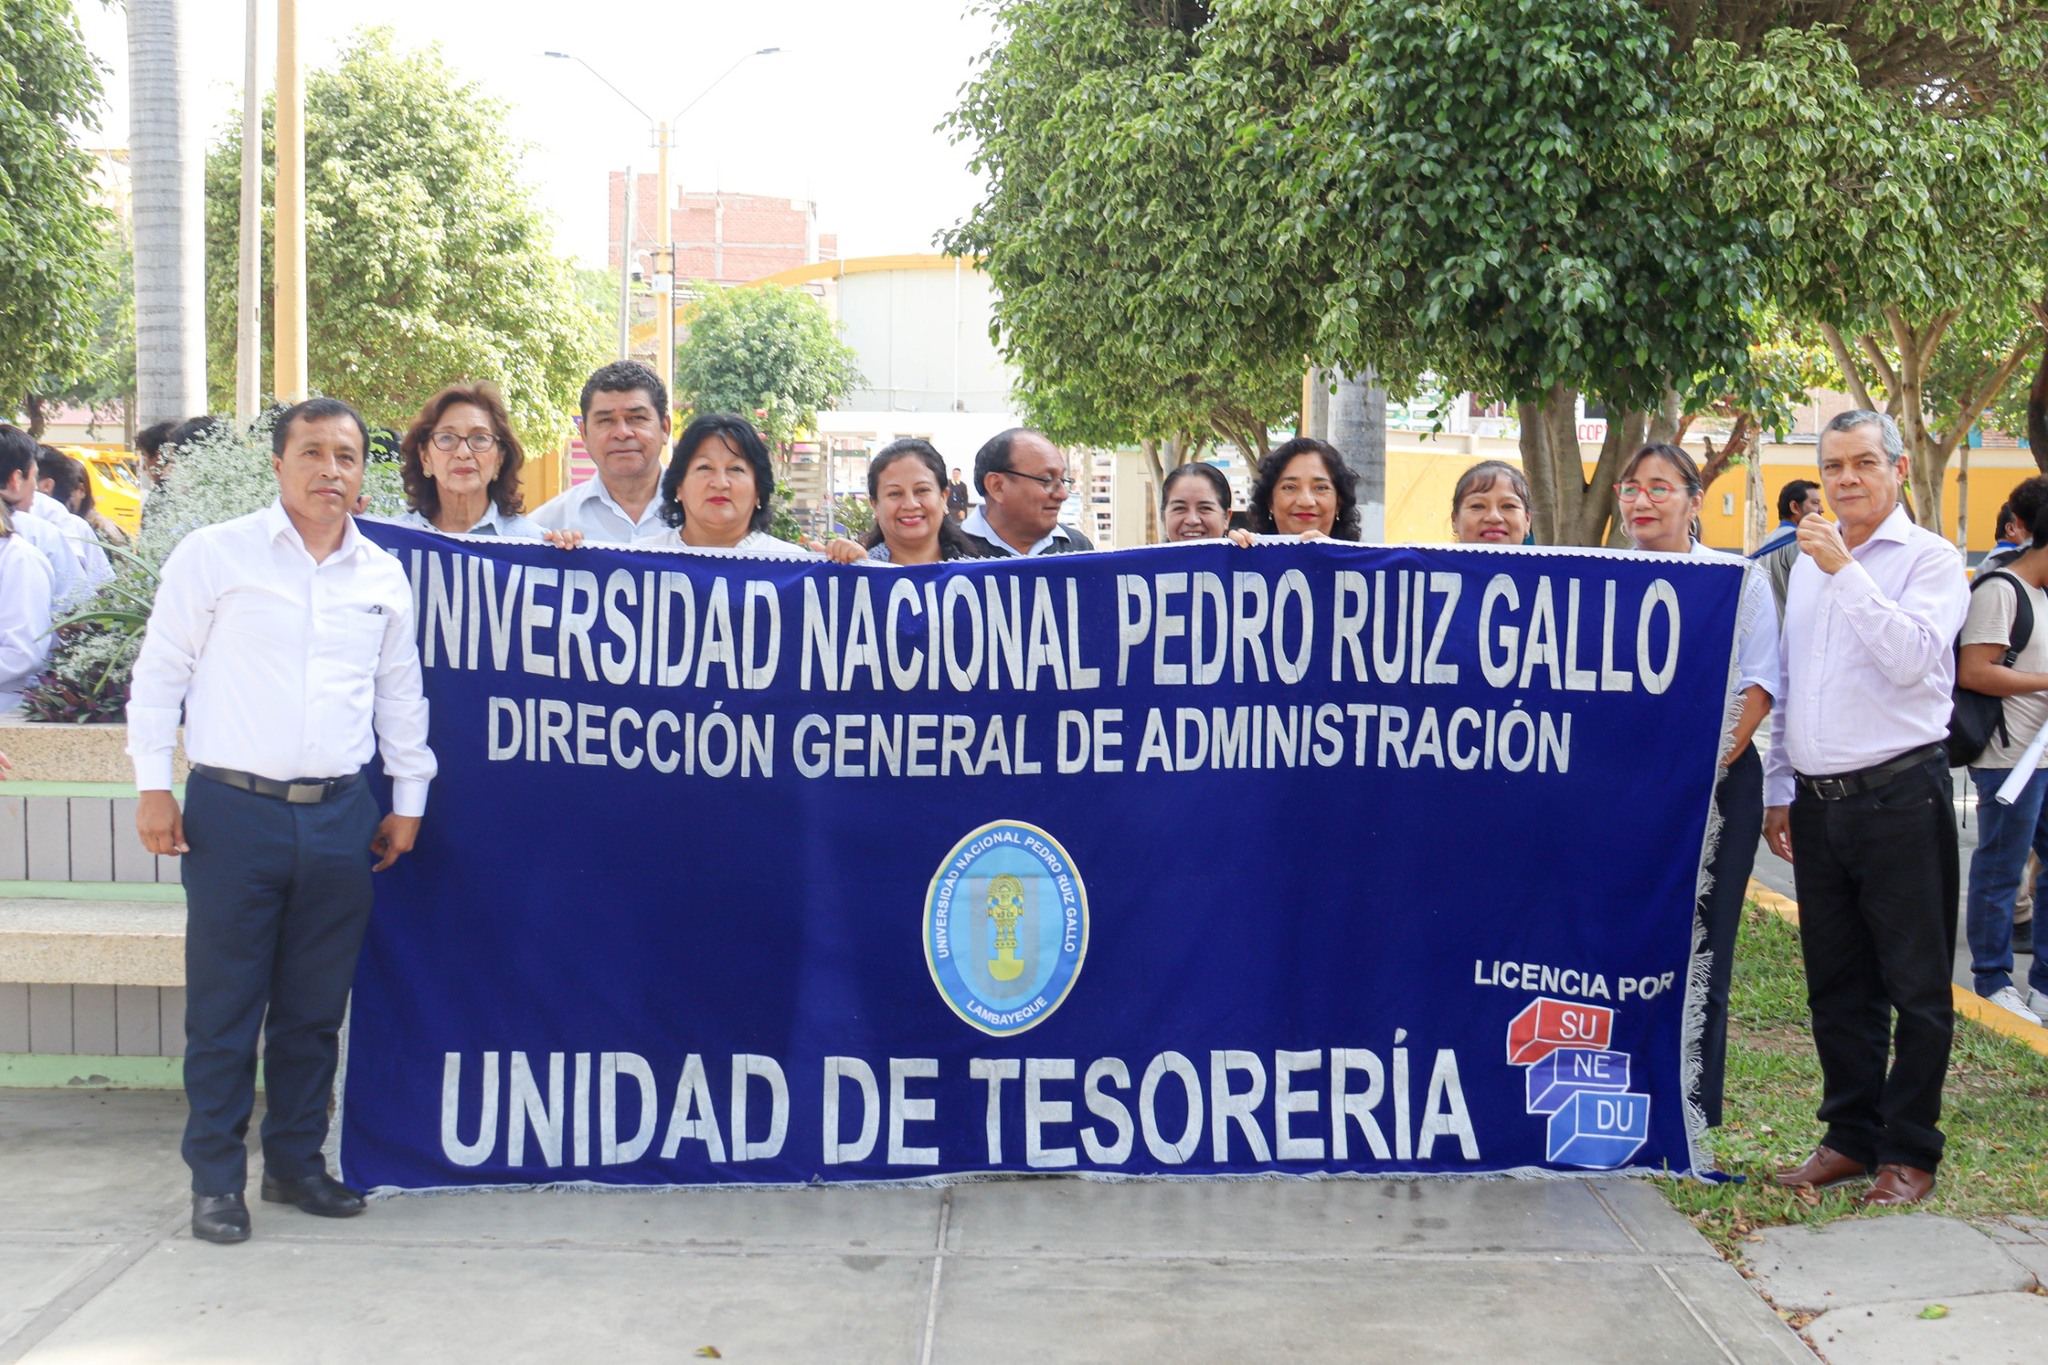 UNIVERSIDAD NACIONAL PEDRO RUIZ GALLO
DIRECCIÓN GENERAL DE ADMINISTRACIÓN
UNIVERSIDAD NACIONAL PEDRO RUIZ GALLO
LAMBAYEQUE
LICENCIA POR
SU
NE
DU
UNIDAD DE TESORERÍA